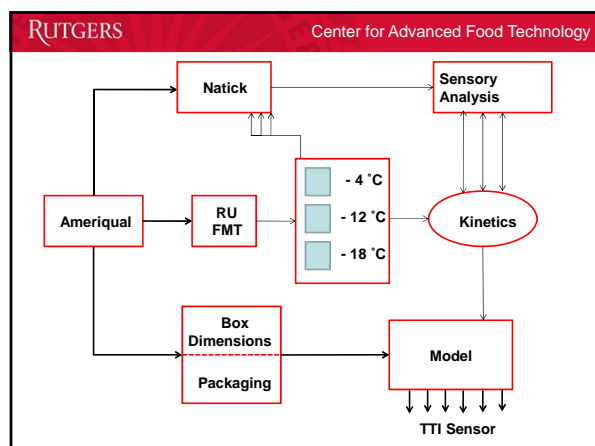 RUTGERS
Center for Advanced Food Technology
Natick
Sensory
Analysis
- 4 ˚C
- 12 ˚C
- 18 ˚C
Ameriqual
RU
FMT
Kinetics
Box
Dimensions
Packaging
Model
TTI Sensor